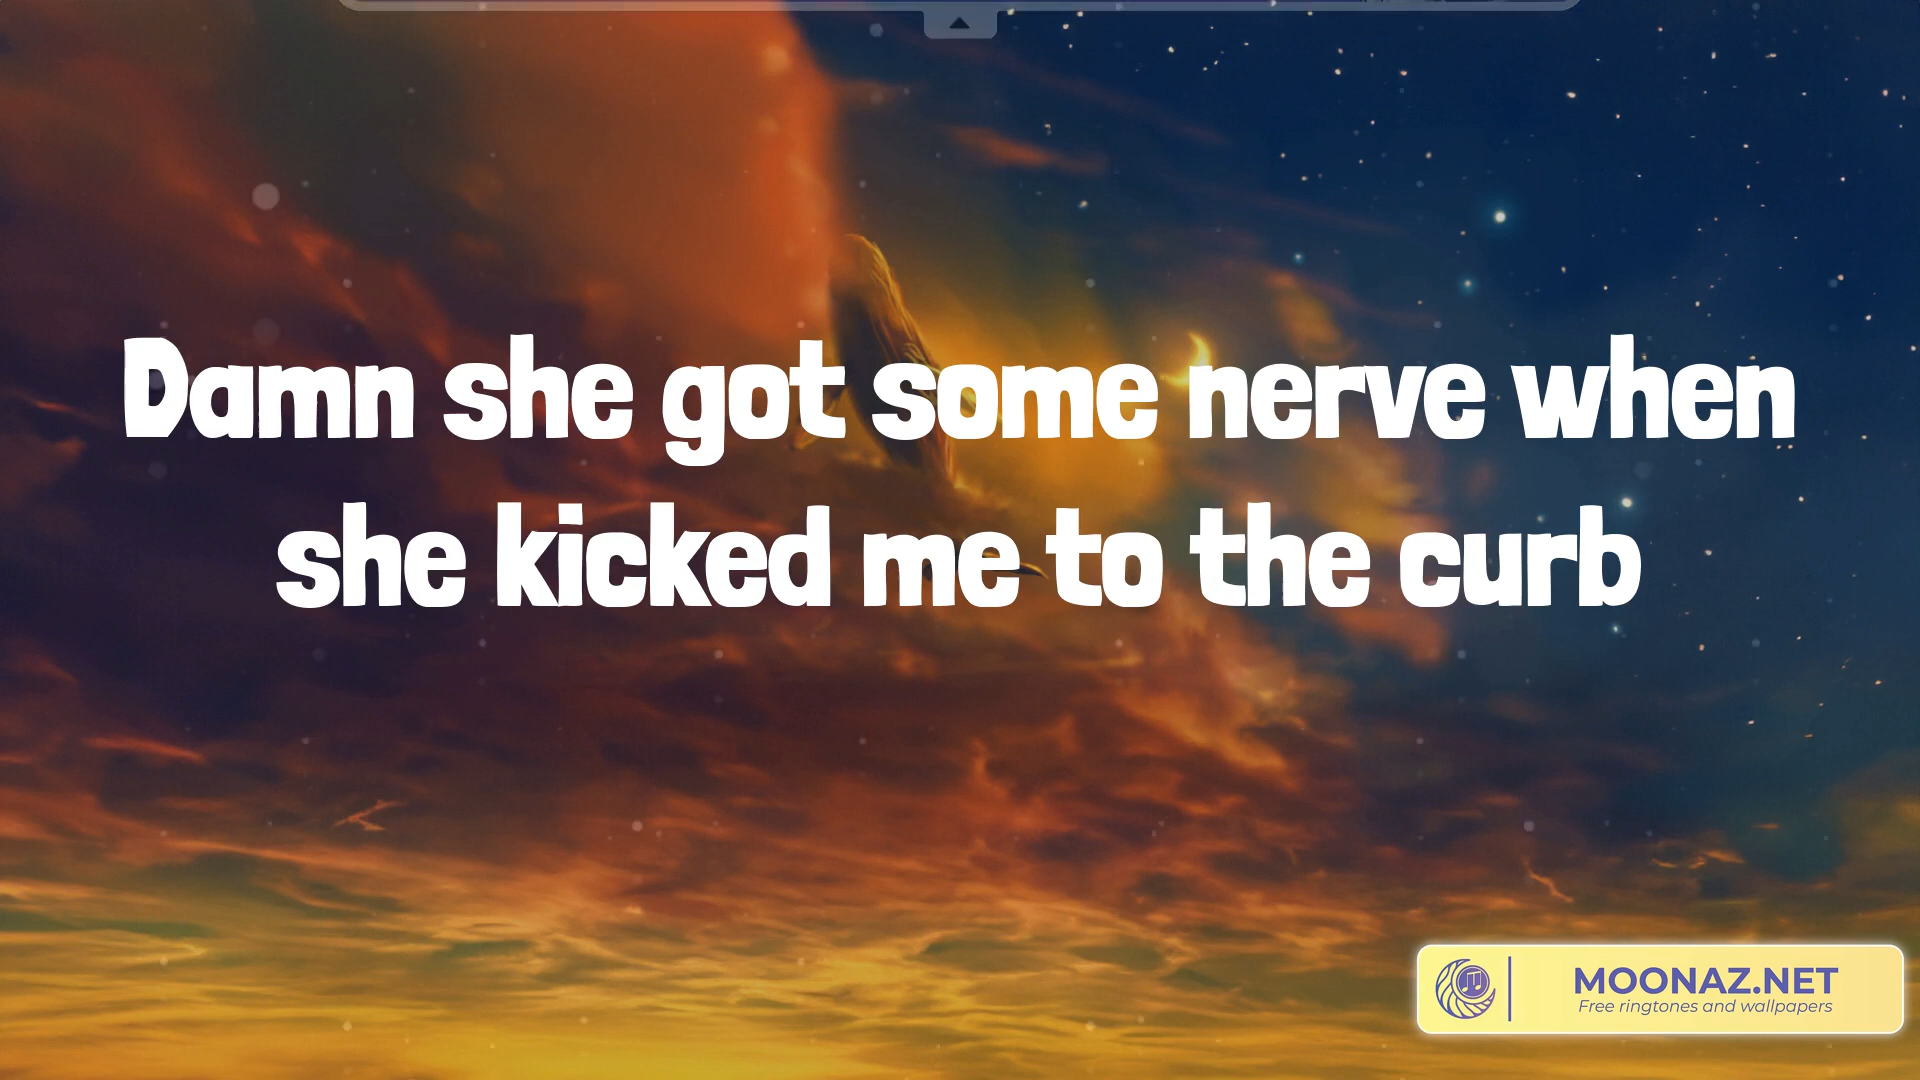 Damn she got some nerve when
she kicked me to the curb
MOONAZ.NET
Free ringtones and wallpapers